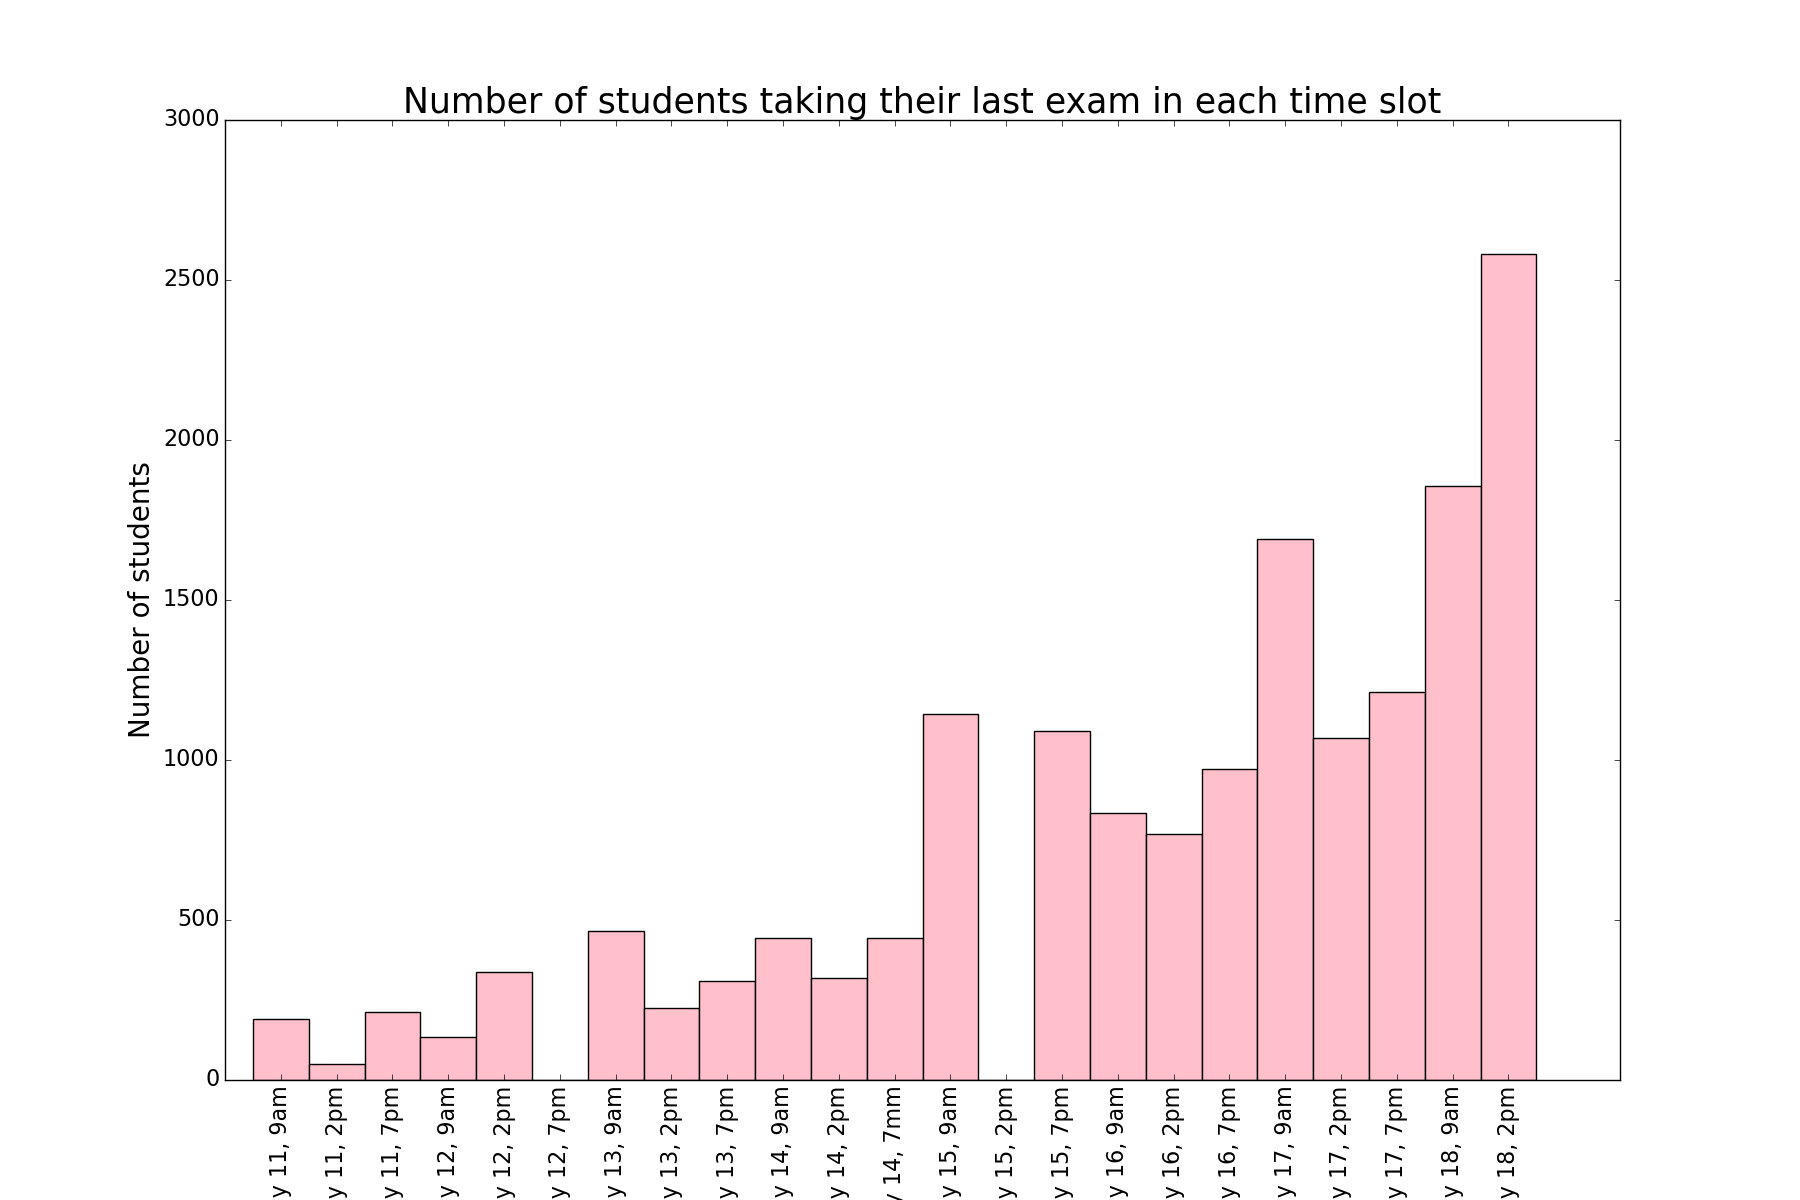 Number of students taking their last exam in each time slot
Number of students
3000
2500
2000
1500
1000
500
0
y 11, 9am
y 11, 2pm
y 11, 7pm
y 12, 9am
y 12, 2pm
y 12, 7pm
y 13, 9am
y 13, 2pm
y 13, 7pm
y 14, 9am
y 14, 2pm
y 14, 7mm
y 15, 9am
y 15, 2pm
y 15, 7pm
y 16, 9am
y 16, 2pm
y 16, 7pm
y 17, 9am
y 17, 2pm
y 17, 7pm
y 18, 9am
y 18, 2pm